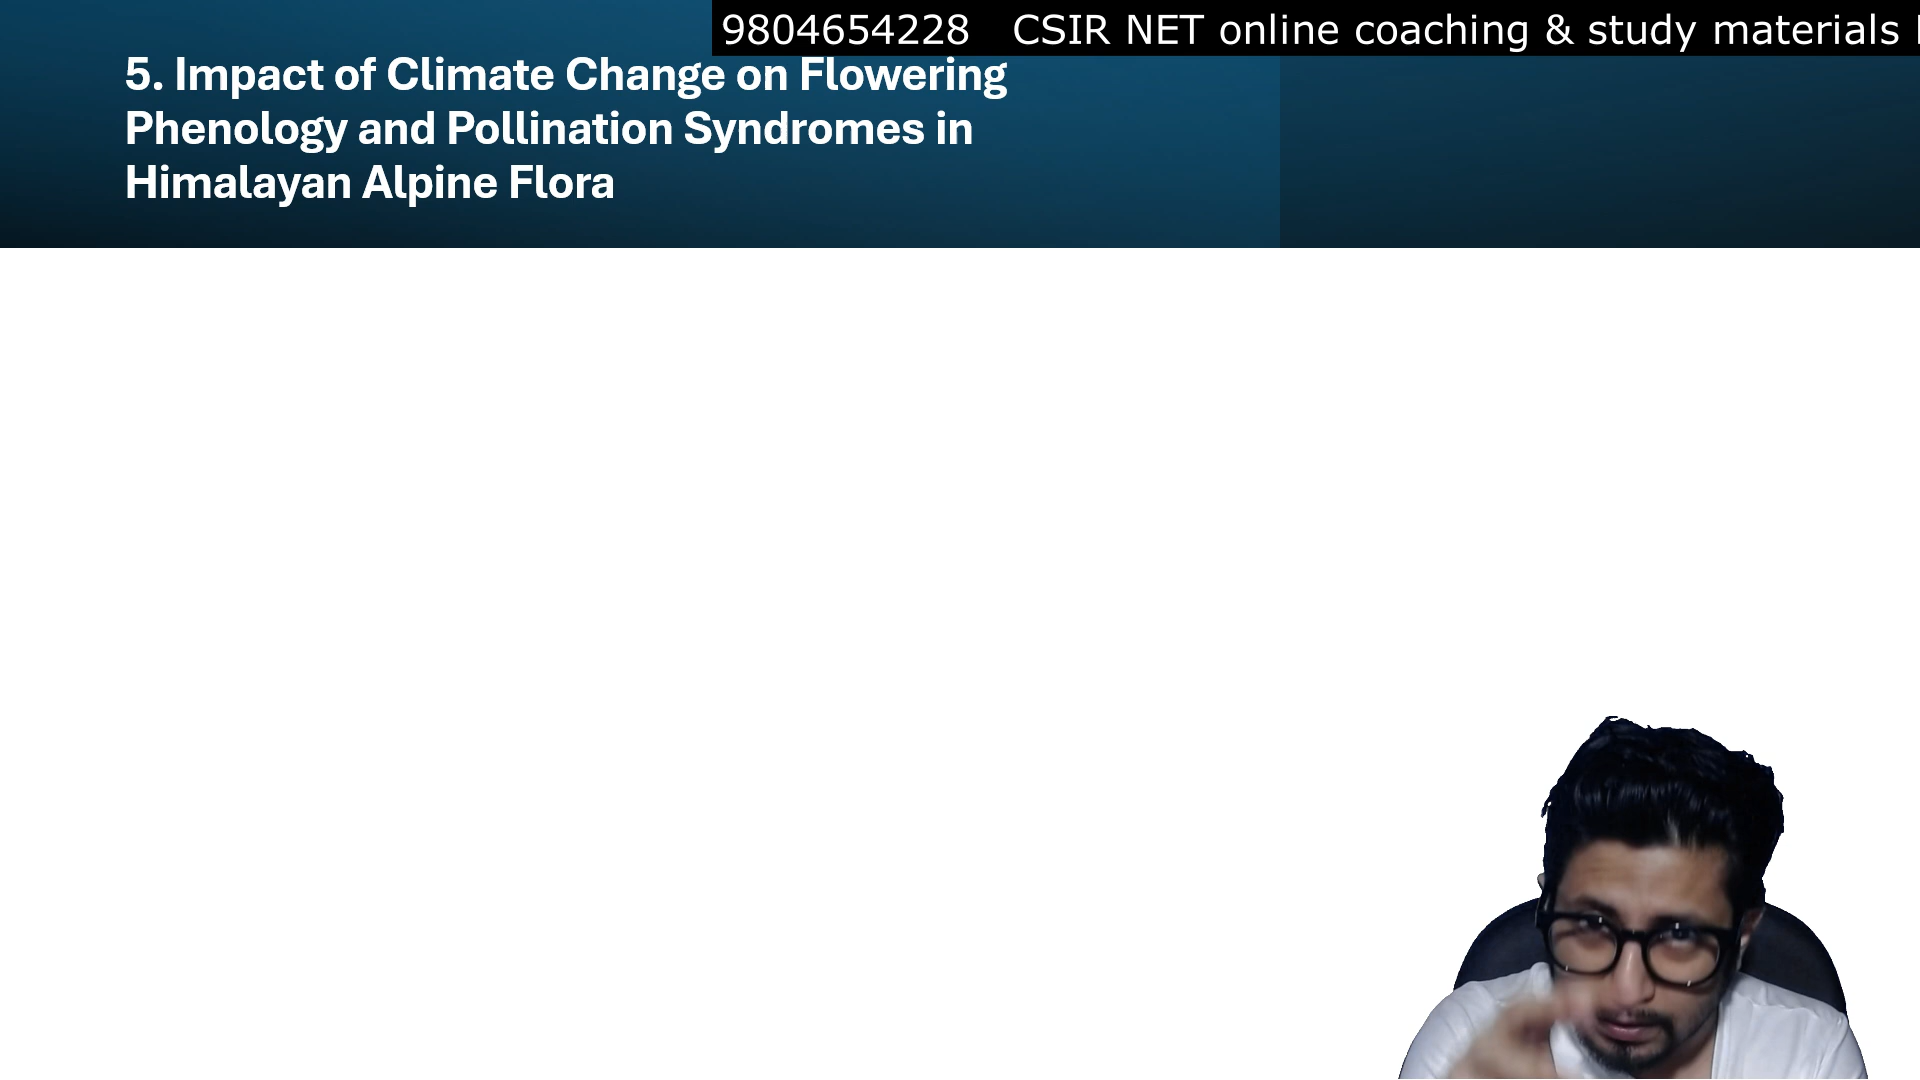 9804654228 CSIR NET online coaching & study materials
5. Impact of Climate Change on Flowering
Phenology and Pollination Syndromes in
Himalayan Alpine Flora